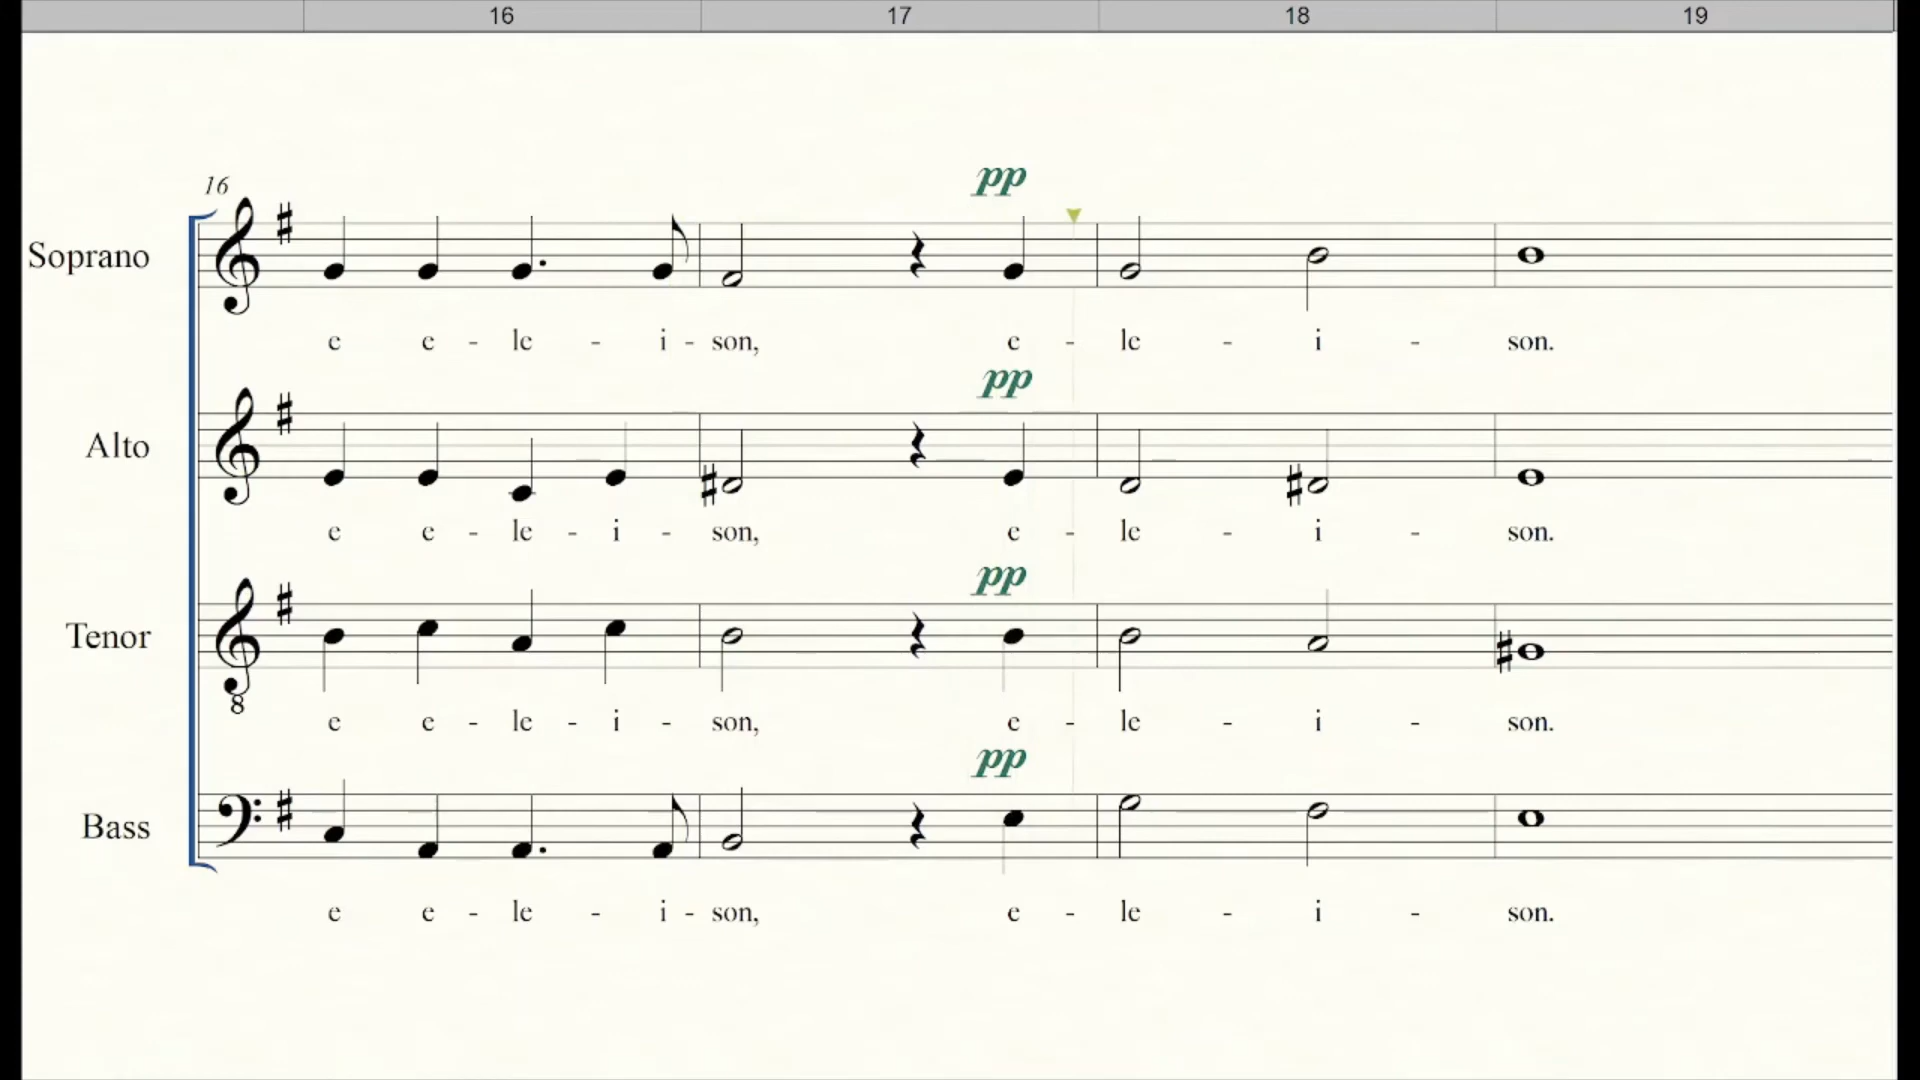 16 17 18 19
16
pp
Soprano
e e - le - i - son, e - le - i - son.
pp
Alto
e e - le - i - son, e - le - i - son.
pp
Tenor
8
e e - le - i - son, e - le - i - son.
pp
Bass
e e - le - i - son, e - le - i - son.